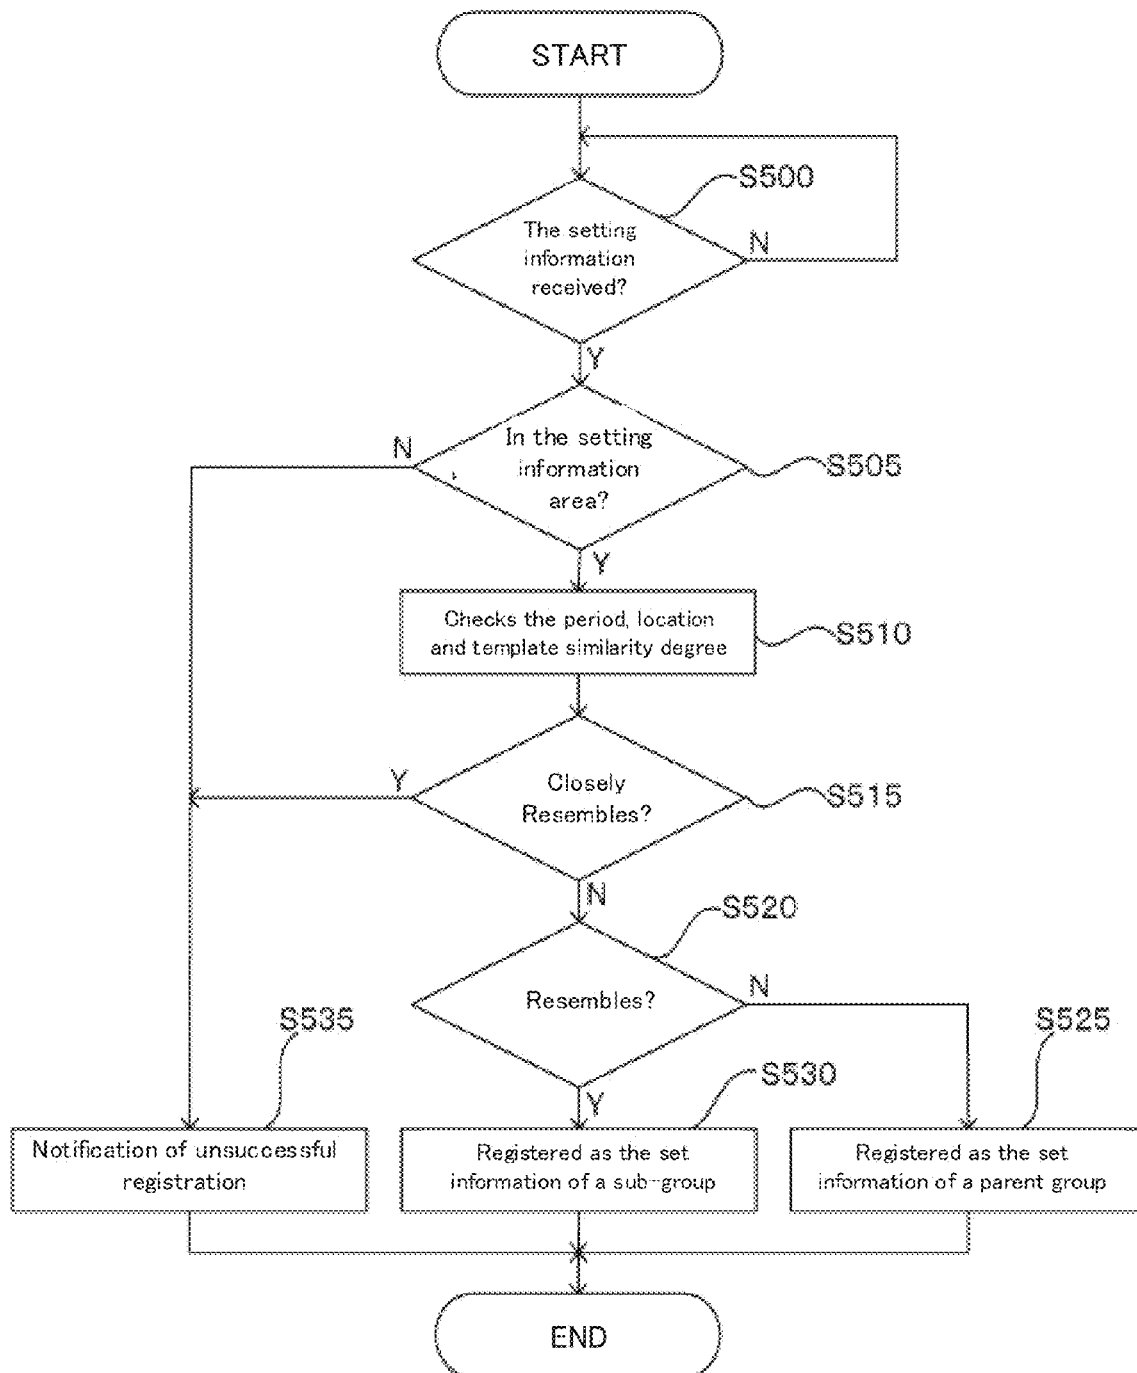 START
S500
The setting
information
received?
N
Y
N
In the setting
information
area?
S505
Y
Checks the period, location
and template similarity degree
S510
Y
Closely
Resembles?
S515
N
S520
Resembles?
N
S535
S525
S530
Y
Notification of unsuccessful
registration
Registered as the set
information of a sub-group
Registered as the set
information of a parent group
END